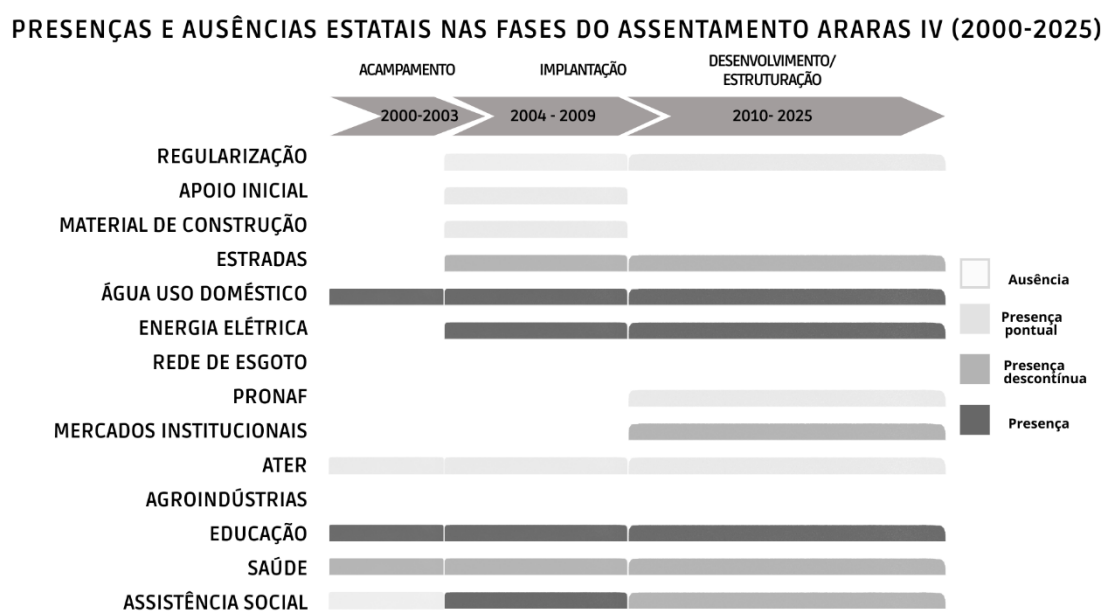 PRESENÇAS E AUSÊNCIAS ESTATAIS NAS FASES DO ASSENTAMENTO ARARAS IV (2000-2025)
ACAMPAMENTO
IMPLANTAÇÃO
DESENVOLVIMENTO/
ESTRUTURAÇÃO
2000-2003
2004 - 2009
2010- 2025
REGULARIZAÇÃO
APOIO INICIAL
MATERIAL DE CONSTRUÇÃO
ESTRADAS
ÁGUA USO DOMÉSTICO
ENERGIA ELÉTRICA
REDE DE ESGOTO
PRONAF
MERCADOS INSTITUCIONAIS
ATER
AGROINDÚSTRIAS
EDUCAÇÃO
SAÚDE
ASSISTÊNCIA SOCIAL
Ausência
Presença
pontual
Presença
descontínua
Presença